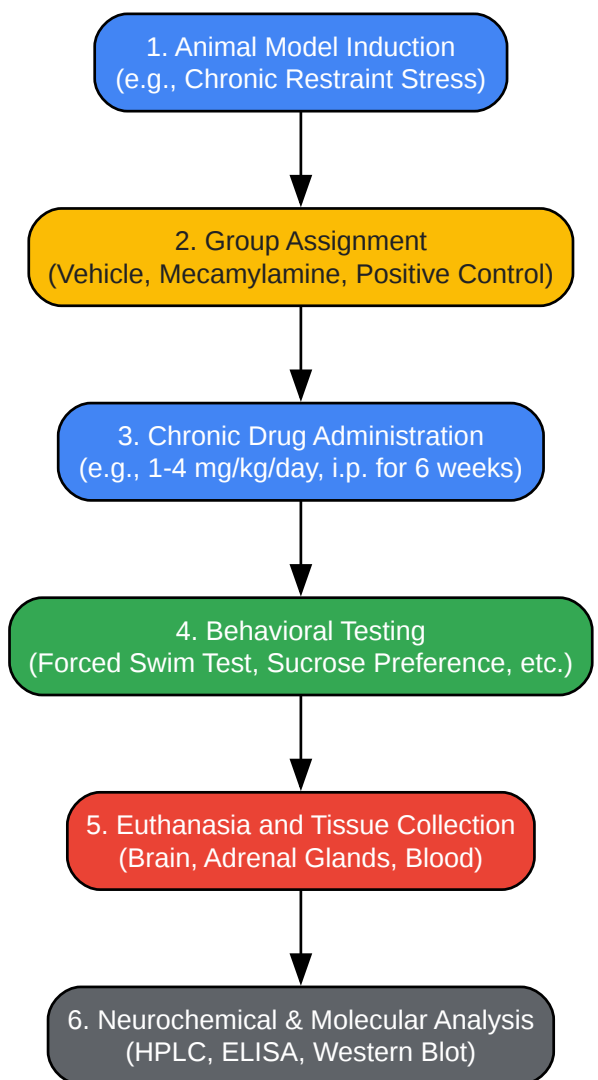 1. Animal Model Induction
(e.g., Chronic Restraint Stress)
2. Group Assignment
(Vehicle, Mecamylamine, Positive Control)
3. Chronic Drug Administration
(e.g., 1-4 mg/kg/day, i.p. for 6 weeks)
4. Behavioral Testing
(Forced Swim Test, Sucrose Preference, etc.)
5. Euthanasia and Tissue Collection
(Brain, Adrenal Glands, Blood)
6. Neurochemical & Molecular Analysis
(HPLC, ELISA, Western Blot)